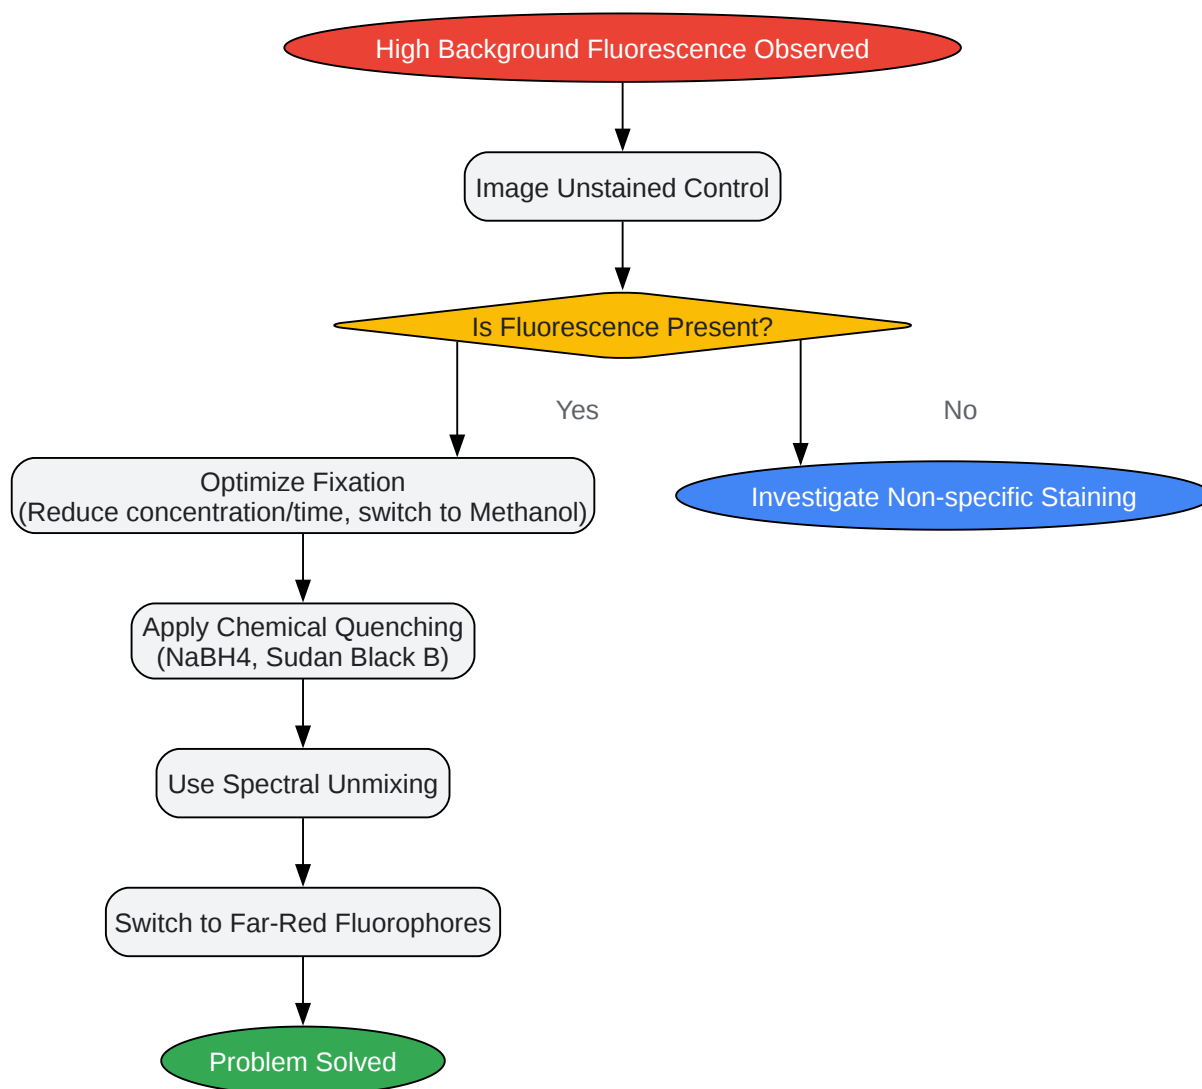 High Background Fluorescence Observed
Image Unstained Control
Is Fluorescence Present?
Yes
No
Optimize Fixation
(Reduce concentration/time, switch to Methanol)
Investigate Non-specific Staining
Apply Chemical Quenching
(NaBH4, Sudan Black B)
Use Spectral Unmixing
Switch to Far-Red Fluorophores
Problem Solved